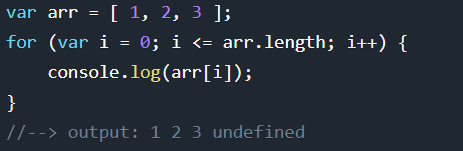 var arr = [ 1, 2, 3 ];
for (var i = 0; i <= arr.length; i++) {
    console.log(arr[i]);
}
//--> output: 1 2 3 undefined